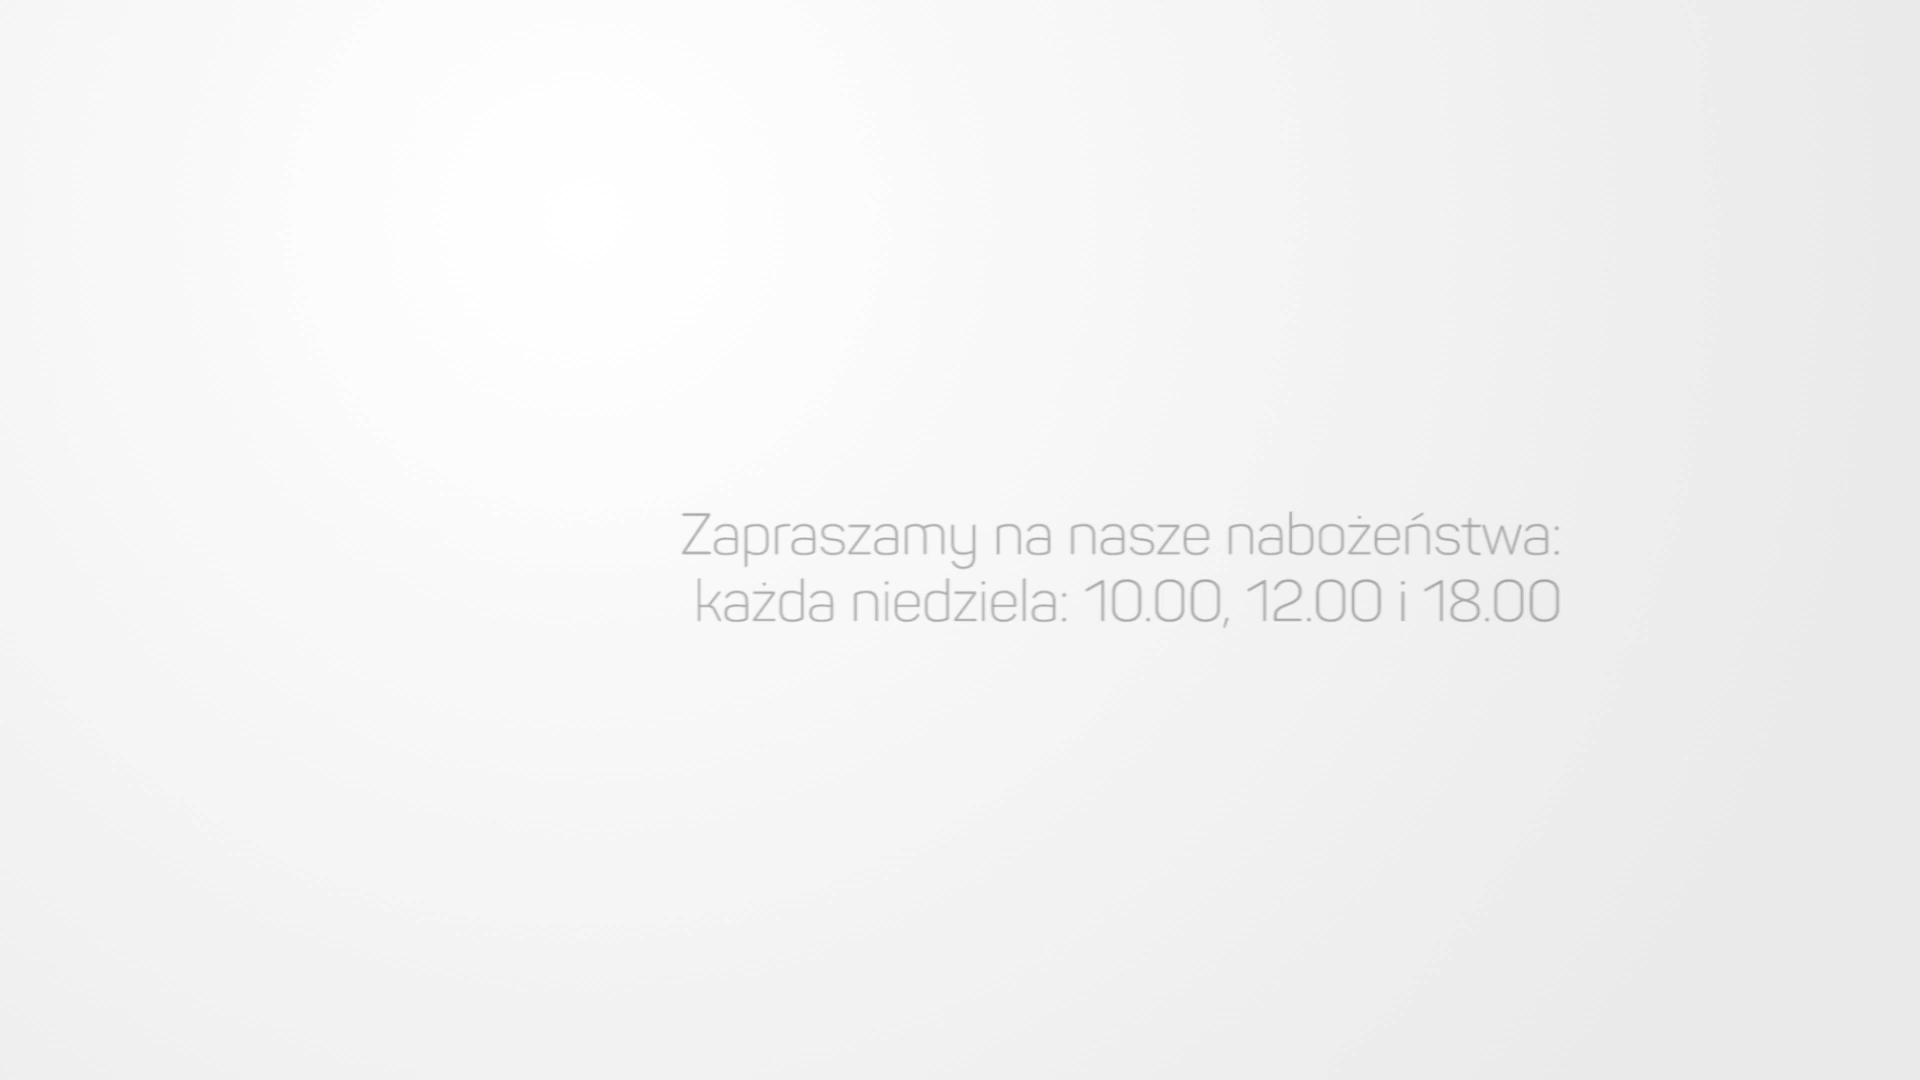 Zapraszamy na nasze nabożeństwa:
każda niedziela: 10.00, 12.00 i 18.00